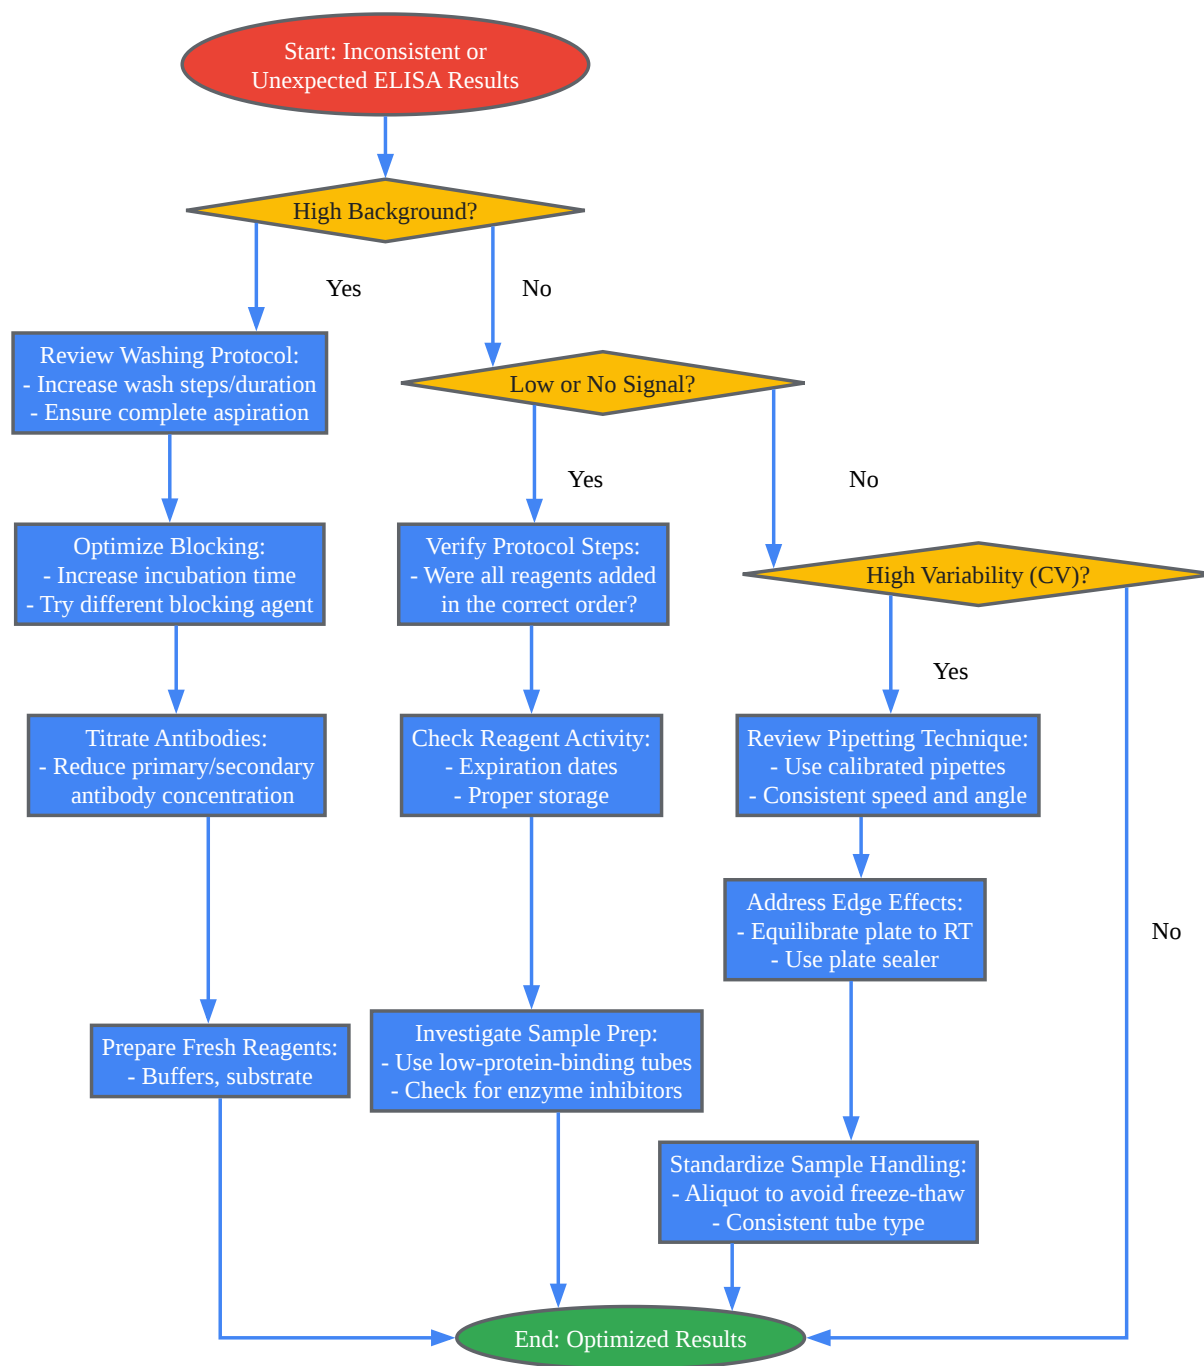 Start: Inconsistent or
Unexpected ELISA Results
High Background?
Yes
No
Review Washing Protocol:
- Increase wash steps/duration
- Ensure complete aspiration
Low or No Signal?
Yes
No
Optimize Blocking:
- Increase incubation time
- Try different blocking agent
Verify Protocol Steps:
- Were all reagents added
in the correct order?
High Variability (CV)?
Yes
No
Titrate Antibodies:
- Reduce primary/secondary
antibody concentration
Check Reagent Activity:
- Expiration dates
- Proper storage
Review Pipetting Technique:
- Use calibrated pipettes
- Consistent speed and angle
Address Edge Effects:
- Equilibrate plate to RT
- Use plate sealer
Prepare Fresh Reagents:
- Buffers, substrate
Investigate Sample Prep:
- Use low-protein-binding tubes
- Check for enzyme inhibitors
Standardize Sample Handling:
- Aliquot to avoid freeze-thaw
- Consistent tube type
End: Optimized Results